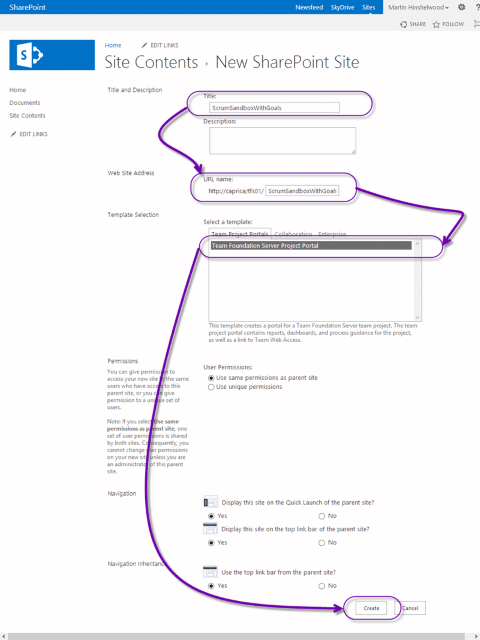 SharePoint
Newsfeed SkyDrive Sites Martin Hinshelwood
SHARE FOLLOW
Home EDIT LINKS
Site Contents › New SharePoint Site
Home
Documents
Site Contents
EDIT LINKS
Title and Description
Title:
ScrumSandboxWithGoals
Description:
Web Site Address
URL name:
http://caprica/tfs01/ ScrumSandboxWithGoals
Template Selection
Select a template:
Team Project Portals Collaboration Enterprise
Team Foundation Server Project Portal
This template creates a portal for a Team Foundation Server team project. The team
project portal contains reports, dashboards, and process guidance for the project,
as well as a link to Team Web Access.
Permissions
You can give permission to
access your new site to the same
users who have access to this
parent site, or you can give
permission to a unique set of
users.
Note: If you select Use same
permissions as parent site, one
set of user permissions is shared
by both sites. Consequently, you
cannot change user permissions
on your new site unless you are
an administrator of this parent
site.
User Permissions:
Use same permissions as parent site
Use unique permissions
Navigation
Display this site on the Quick Launch of the parent site?
Yes No
Display this site on the top link bar of the parent site?
Yes No
Navigation Inheritance
Use the top link bar from the parent site?
Yes No
Create Cancel